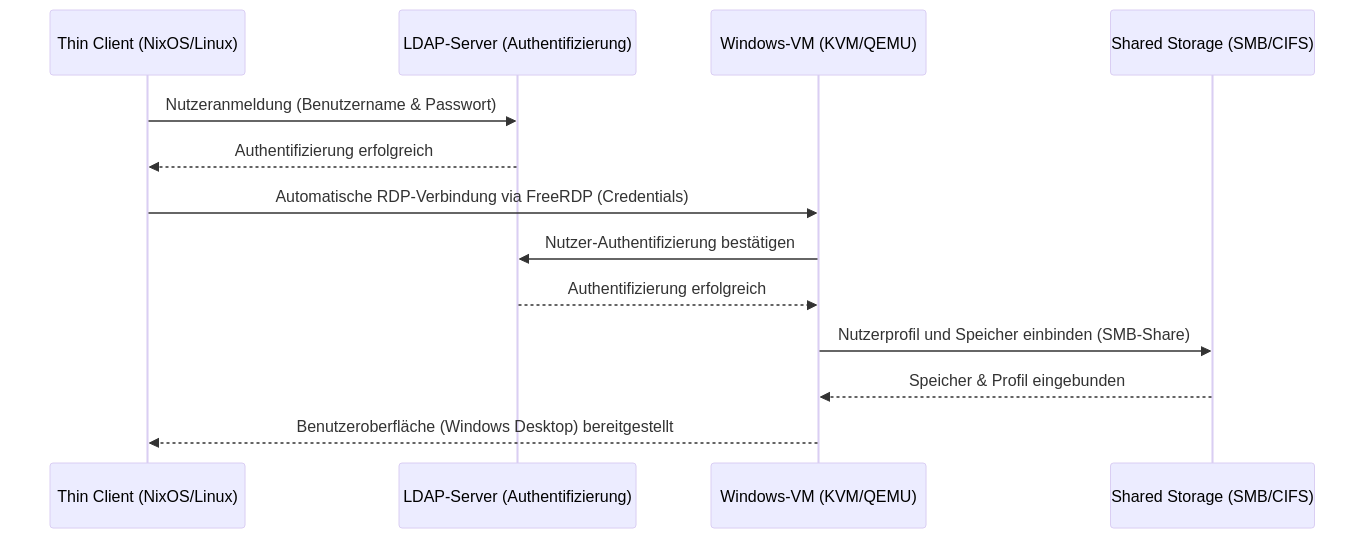 Thin Client (NixOS/Linux)
LDAP-Server (Authentifizierung)
Windows-VM (KVM/QEMU)
Shared Storage (SMB/CIFS)
Nutzeranmeldung (Benutzername & Passwort)
Authentifizierung erfolgreich
Automatische RDP-Verbindung via FreeRDP (Credentials)
Nutzer-Authentifizierung bestätigen
Authentifizierung erfolgreich
Nutzerprofil und Speicher einbinden (SMB-Share)
Speicher & Profil eingebunden
Benutzeroberfläche (Windows Desktop) bereitgestellt
Thin Client (NixOS/Linux)
LDAP-Server (Authentifizierung)
Windows-VM (KVM/QEMU)
Shared Storage (SMB/CIFS)